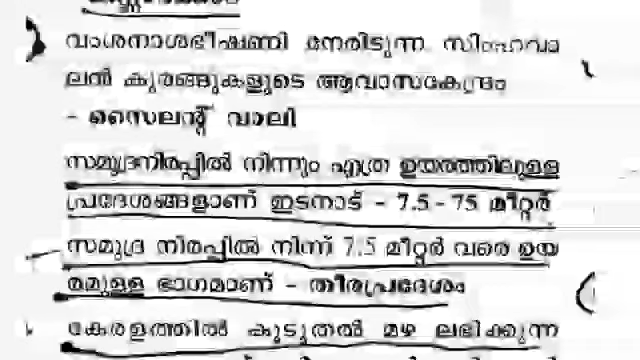 വംശനാശഭീഷണി നേരിടുന്ന സിംഹവാ
ലൻ കുരങ്ങുകളുടെ ആവാസകേന്ദ്രം
- സൈലന്റ് വാലി
സമുദ്രനിരപ്പിൽ നിന്നും എത്ര ഉയരത്തിലുള്ള
പ്രദേശങ്ങളാണ് ഇടനാട് - 7.5 - 75 മീറ്റർ
സമുദ്ര നിരപ്പിൽ നിന്ന് 7.5 മീറ്റർ വരെ ഉയ
രമുള്ള ഭാഗമാണ് - തീരപ്രദേശം
കേരളത്തിൽ കൂടുതൽ മഴ ലഭിക്കുന്ന